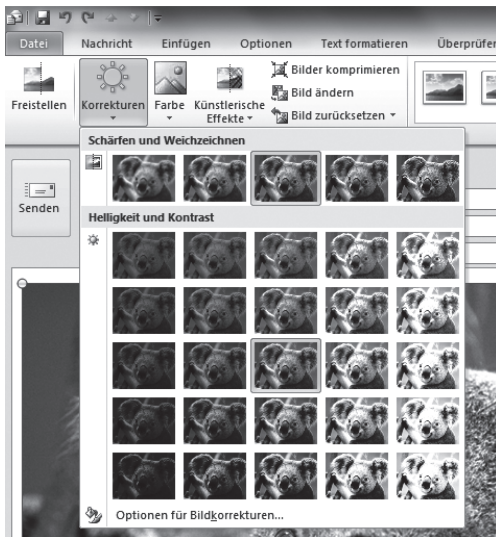 Datei Nachricht Einfügen Optionen Text formatieren Überprüfen
Bilder komprimieren
Bild ändern
Bild zurücksetzen
Freistellen Korrekturen Farbe Künstlerische
Effekte
Schärfen und Weichzeichnen
Senden
Helligkeit und Kontrast
Optionen für Bildkorrekturen...